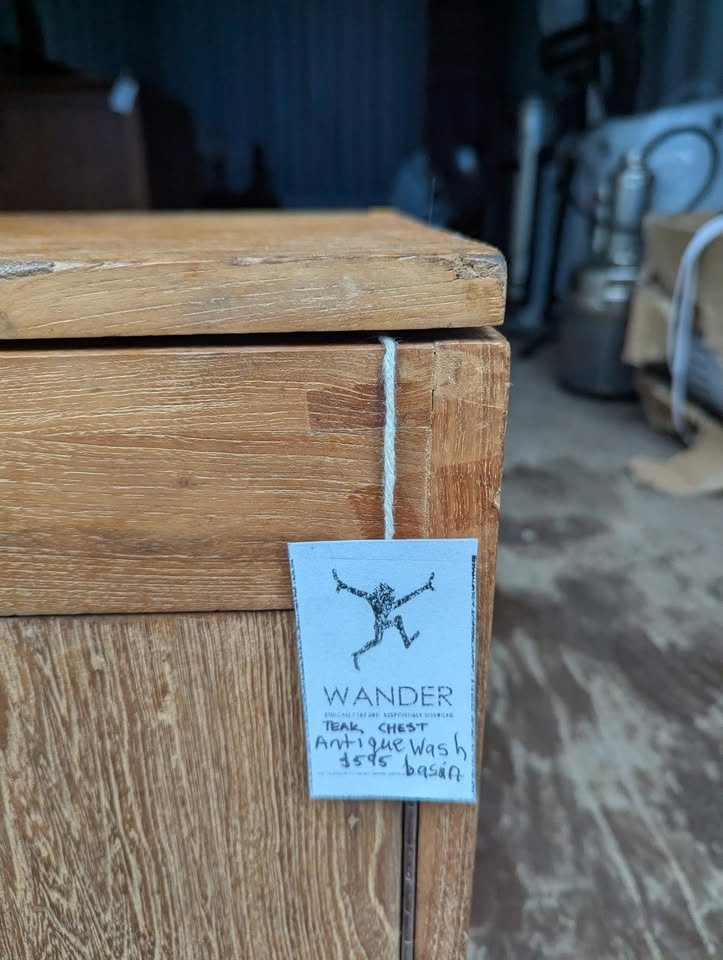 WANDER
TEAK CHEST
Antique Wash
$595 basin